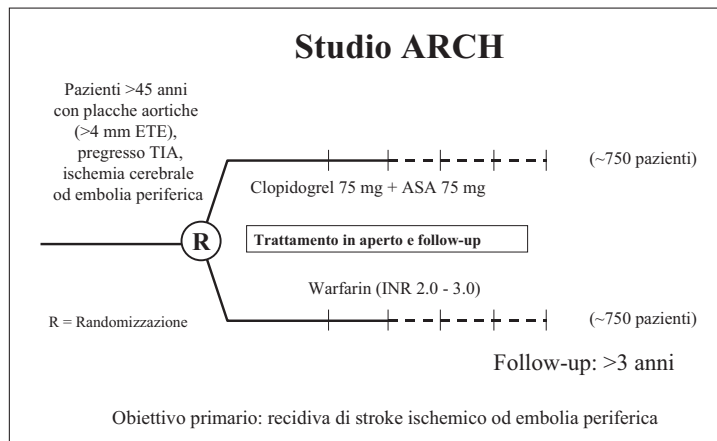 Studio ARCH
Pazienti >45 anni
con placche aortiche
(>4 mm ETE),
pregresso TIA,
ischemia cerebrale
od embolia periferica
(~750 pazienti)
Clopidogrel 75 mg + ASA 75 mg
R
Trattamento in aperto e follow-up
Warfarin (INR 2.0 - 3.0)
R = Randomizzazione
(~750 pazienti)
Follow-up: >3 anni
Obiettivo primario: recidiva di stroke ischemico od embolia periferica